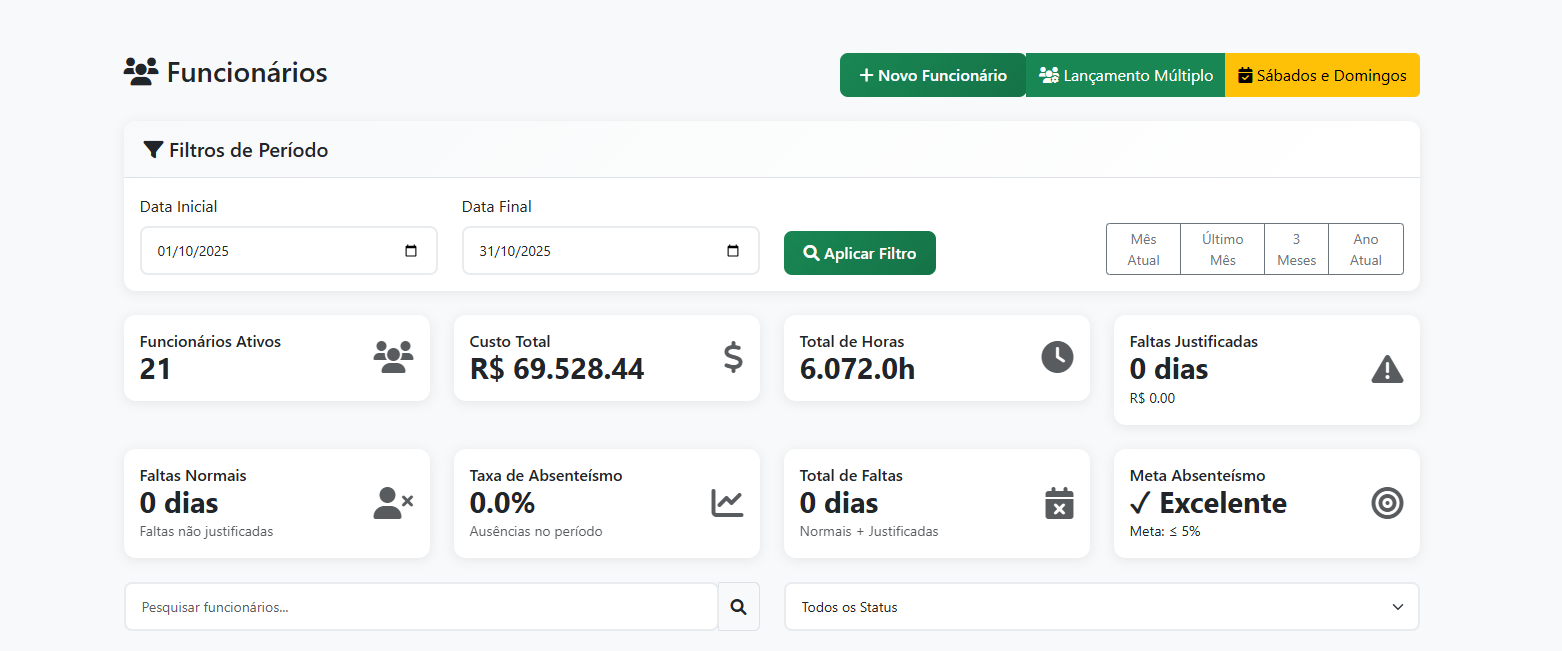 Funcionários
Novo Funcionário
Lançamento Múltiplo
Sábados e Domingos
Filtros de Período
Data Inicial
Data Final
01/10/2025
31/10/2025
Aplicar Filtro
Mês
Atual
Último
Mês
3
Meses
Ano
Atual
Funcionários Ativos
21
Custo Total
R$ 69.528.44
Total de Horas
6.072.0h
Faltas Justificadas
0 dias
R$ 0.00
Faltas Normais
0 dias
Faltas não justificadas
Taxa de Absenteísmo
0.0%
Ausências no período
Total de Faltas
0 dias
Normais + Justificadas
Meta Absenteísmo
✓ Excelente
Meta: ≤ 5%
Pesquisar funcionários...
Todos os Status